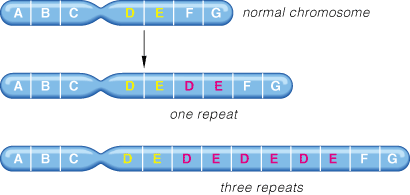 A B C D E F G normal chromosome
A B C D E D E F G
one repeat
A B C D E D E D E D E F G
three repeats